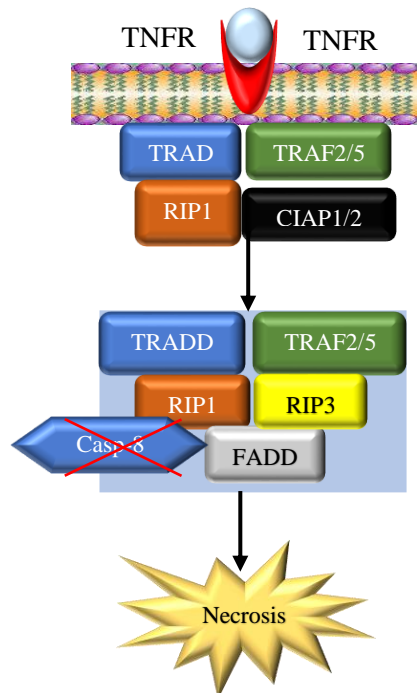 TNFR
TNFR
TRAD
TRAF2/5
RIP1
CIAP1/2
TRADD
TRAF2/5
RIP1
RIP3
Casp-8
FADD
Necrosis